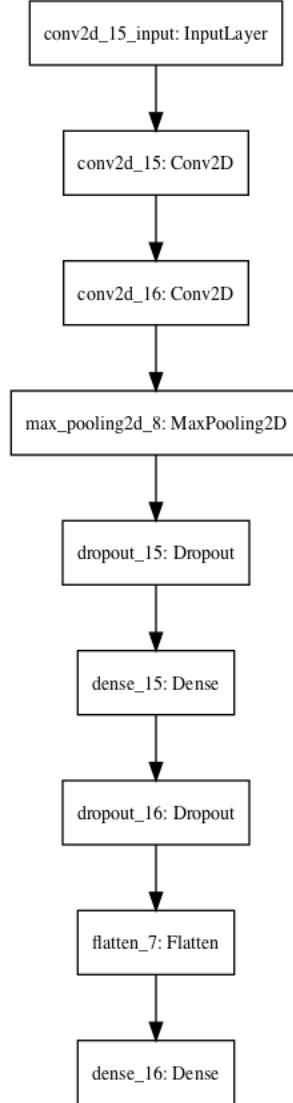 conv2d_15_input: InputLayer
conv2d_15: Conv2D
conv2d_16: Conv2D
max_pooling2d_8: MaxPooling2D
dropout_15: Dropout
dense_15: Dense
dropout_16: Dropout
flatten_7: Flatten
dense_16: Dense